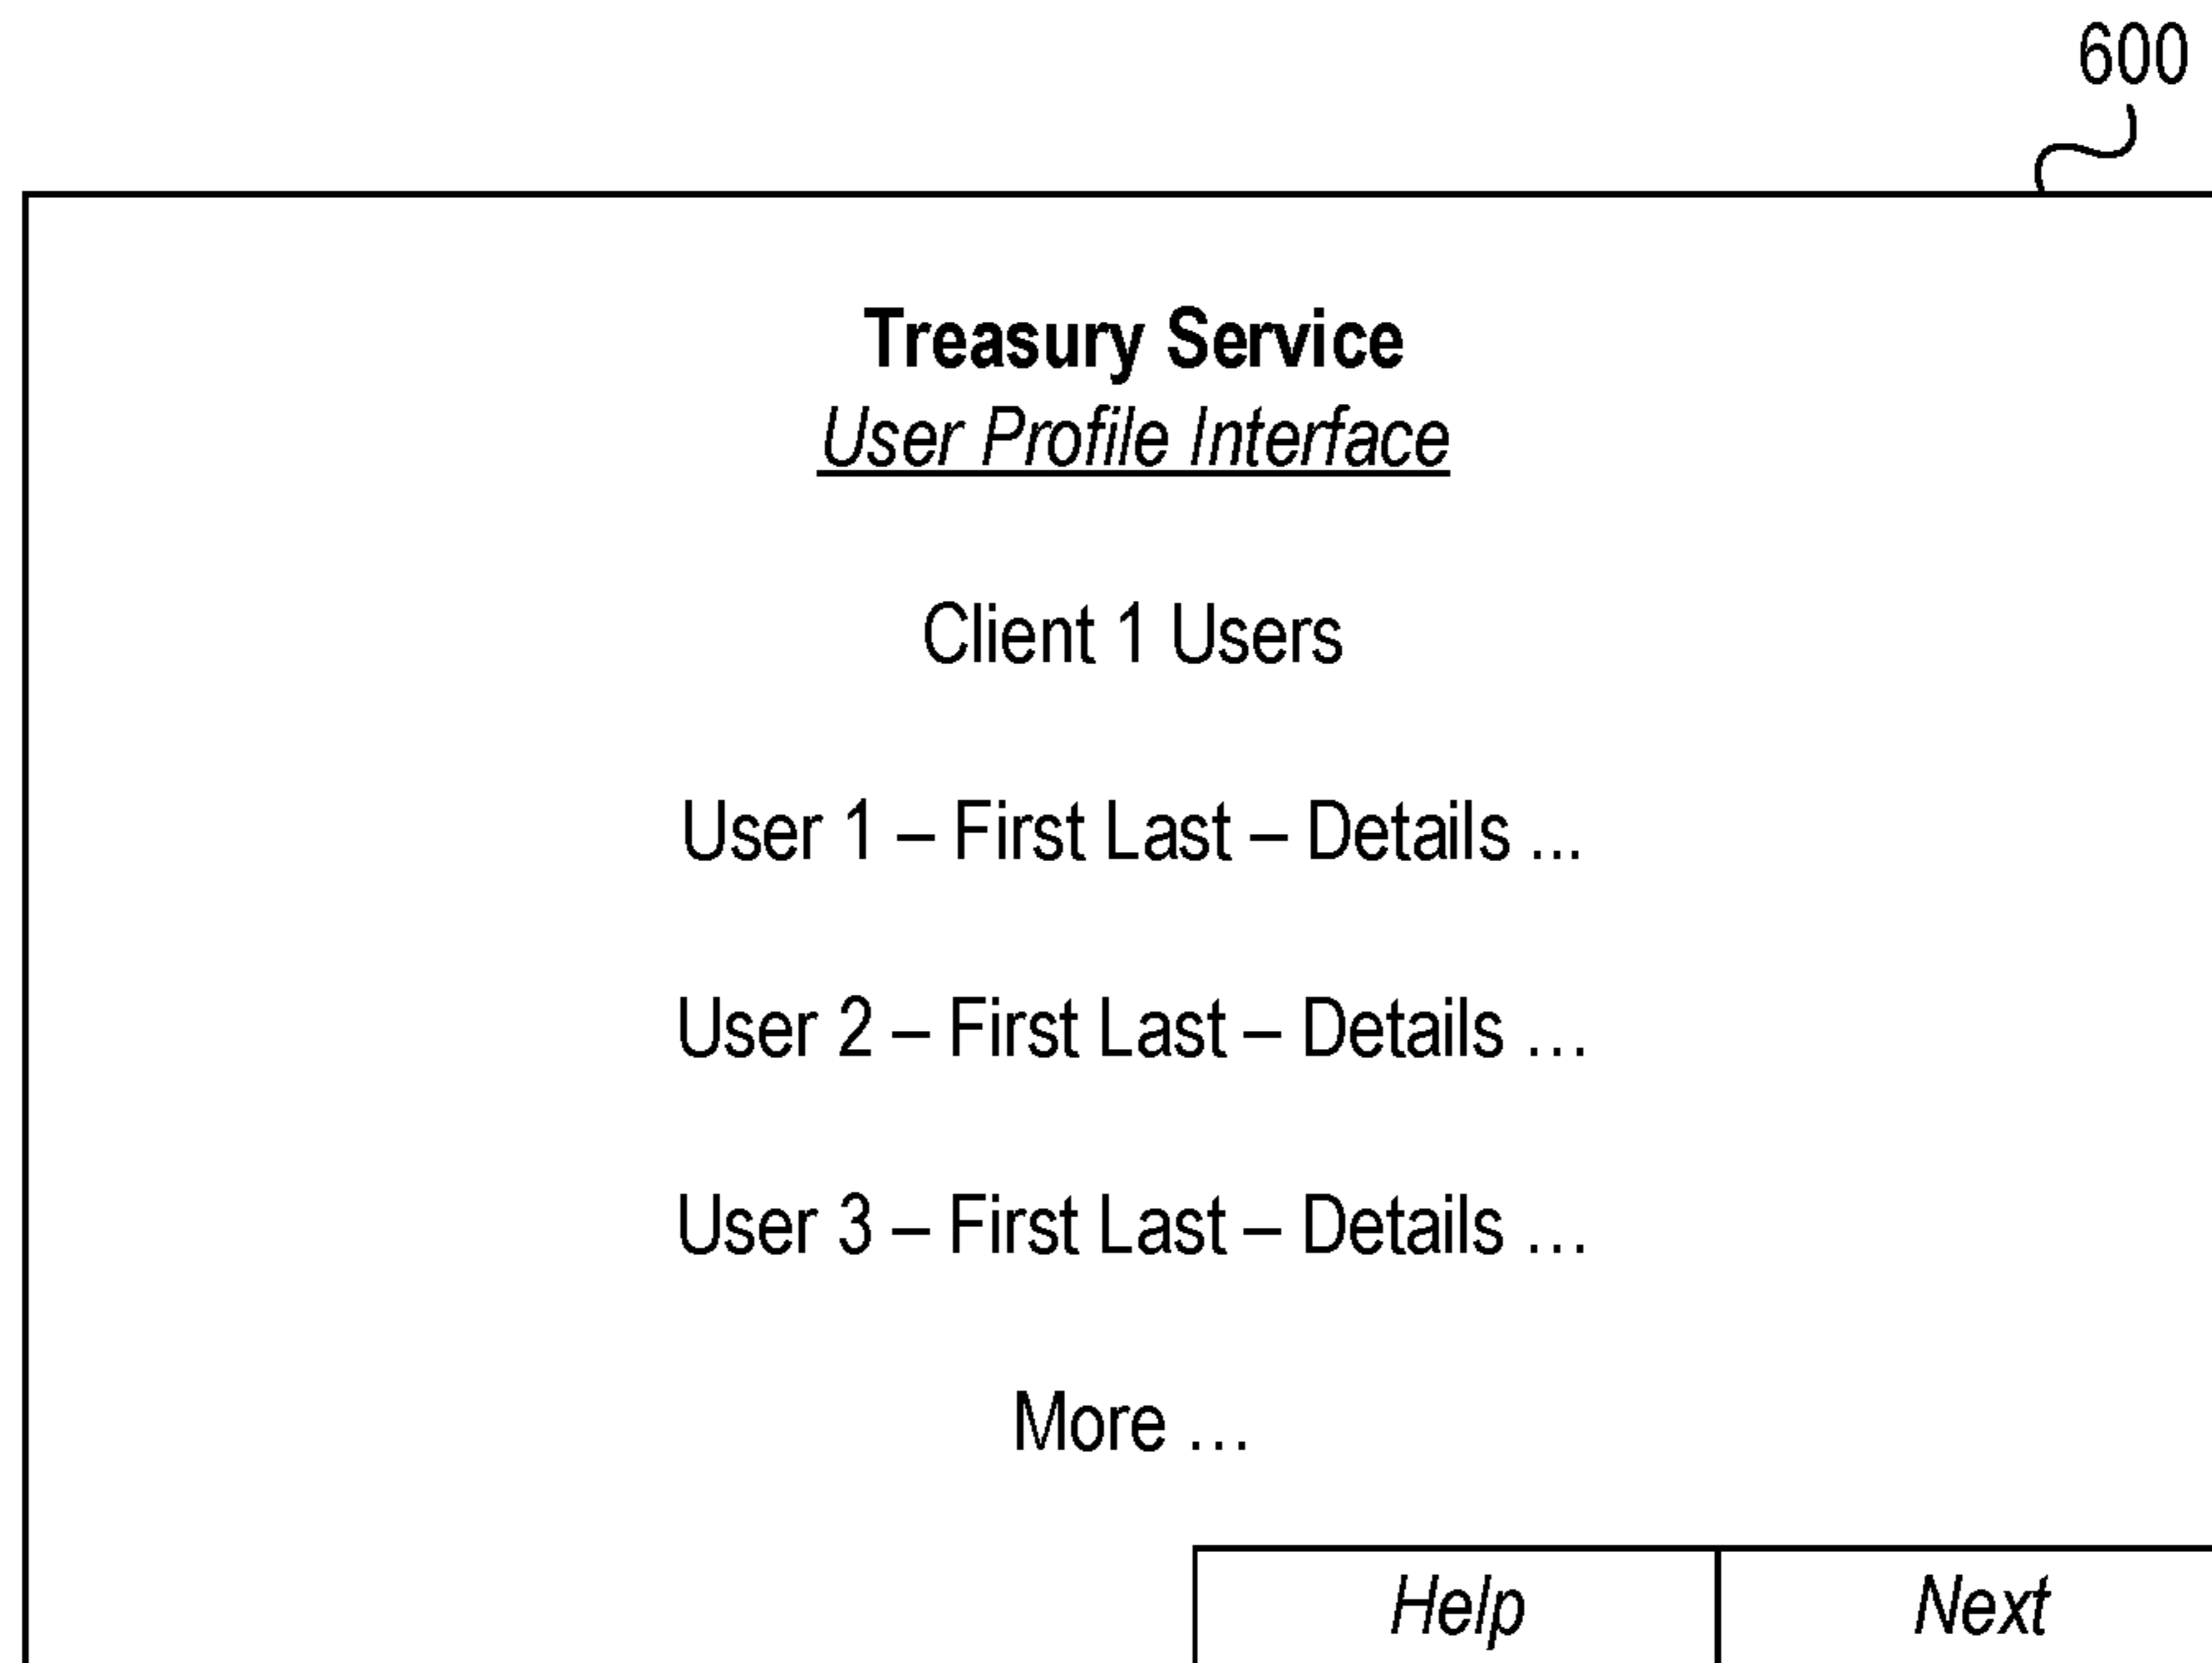 600
Treasury Service
User Profile Interface
Client 1 Users
User 1 – First Last – Details ...
User 2 – First Last – Details …
User 3 – First Last – Details …
More …
Help Next